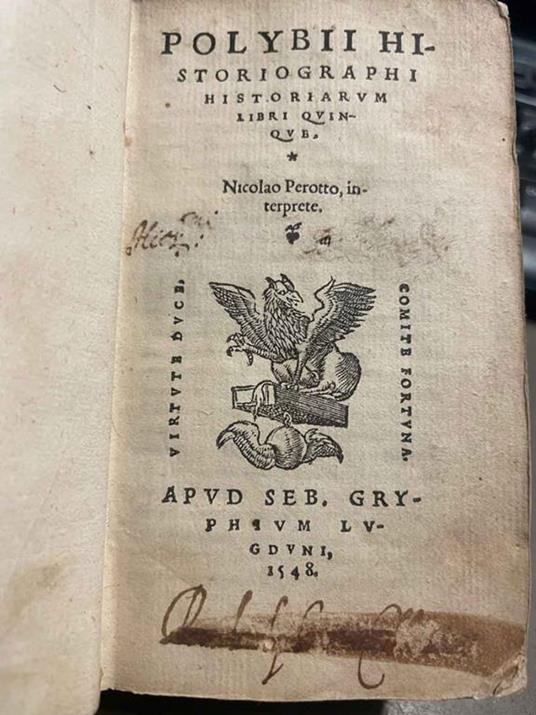 POLYBII HI-
STORIOGRAPHI
HISTORIARVM
LIBRI QVIN-
QVE.
*
Nicolao Perotto, in-
terprete.
VIRTVTE DVCE,
COMITE FORTVNA.
APVD SEB. GRY-
PHIVM LV-
GDVNI,
1548.